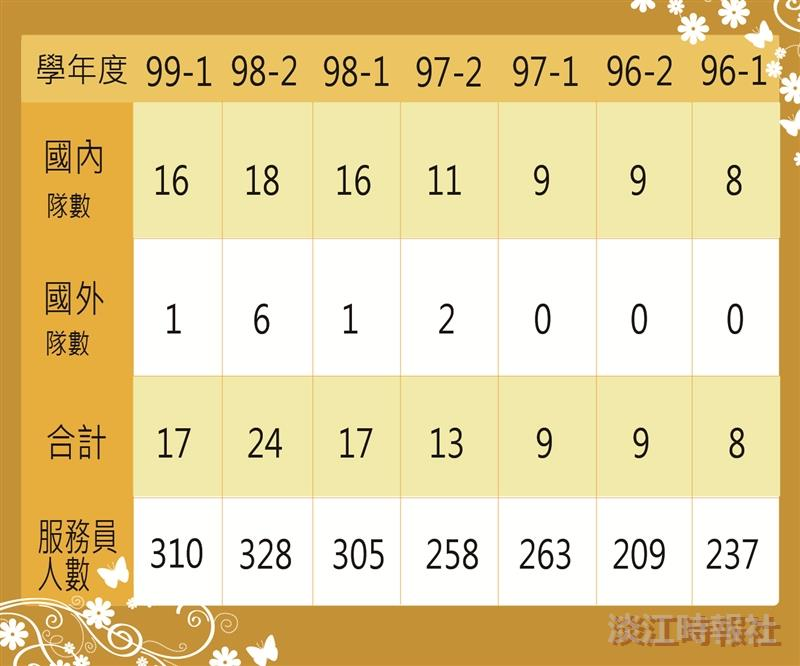 學年度 99-1 98-2 98-1 97-2 97-1 96-2 96-1
國內
隊數 16 18 16 11 9 9 8
國外
隊數 1 6 1 2 0 0 0
合計 17 24 17 13 9 9 8
服務員
人數 310 328 305 258 263 209 237
淡江時報社